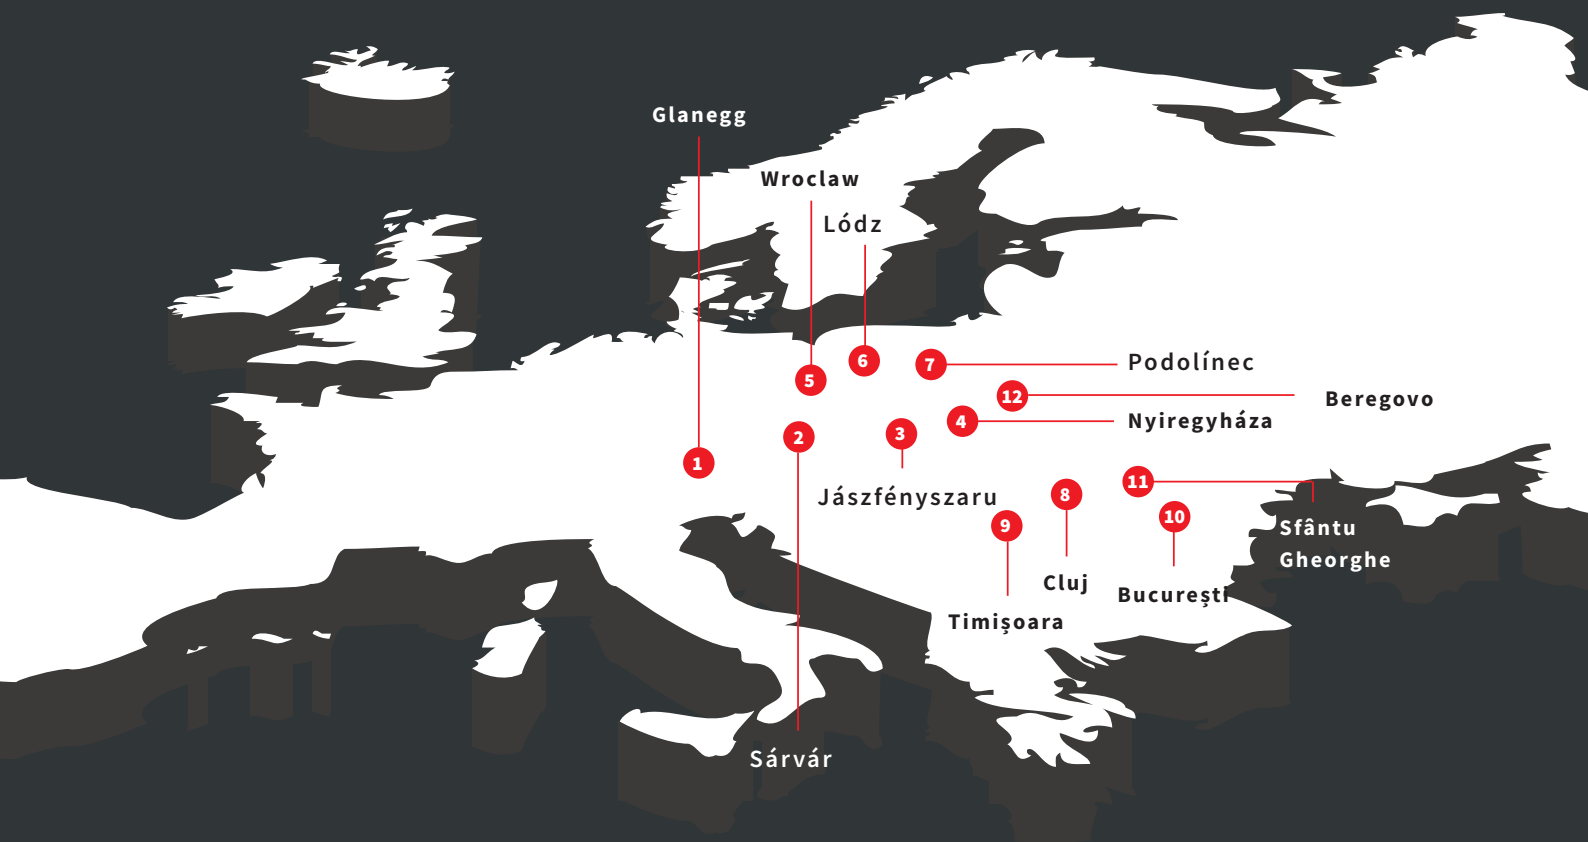 Glanegg
Wroclaw
Lódz
6
7
Podolínec
5
12
Beregovo
4
Nyiregyháza
2
3
1
11
8
Jászfényszaru
10
9
Sfântu
Gheorghe
Cluj
București
Timișoara
Sárvár